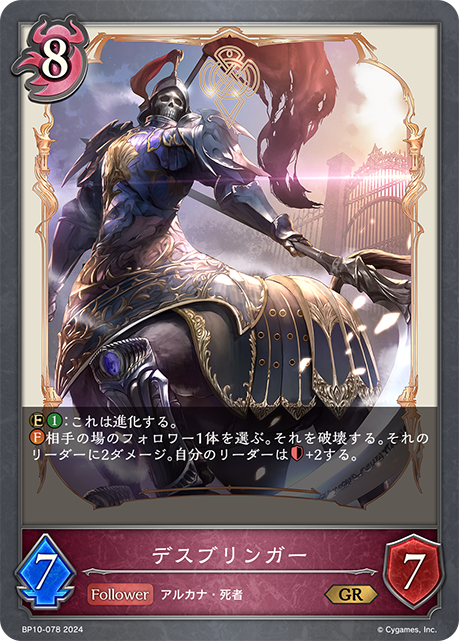 8
E 1:これは進化する。
F 相手の場のフォロワー1体を選ぶ。それを破壊する。それの
リーダーに2ダメージ。自分のリーダーは+2する。
デスブリンガー
7
Follower アルカナ・死者
GR
7
BP10-078 2024
© Cygames, Inc.